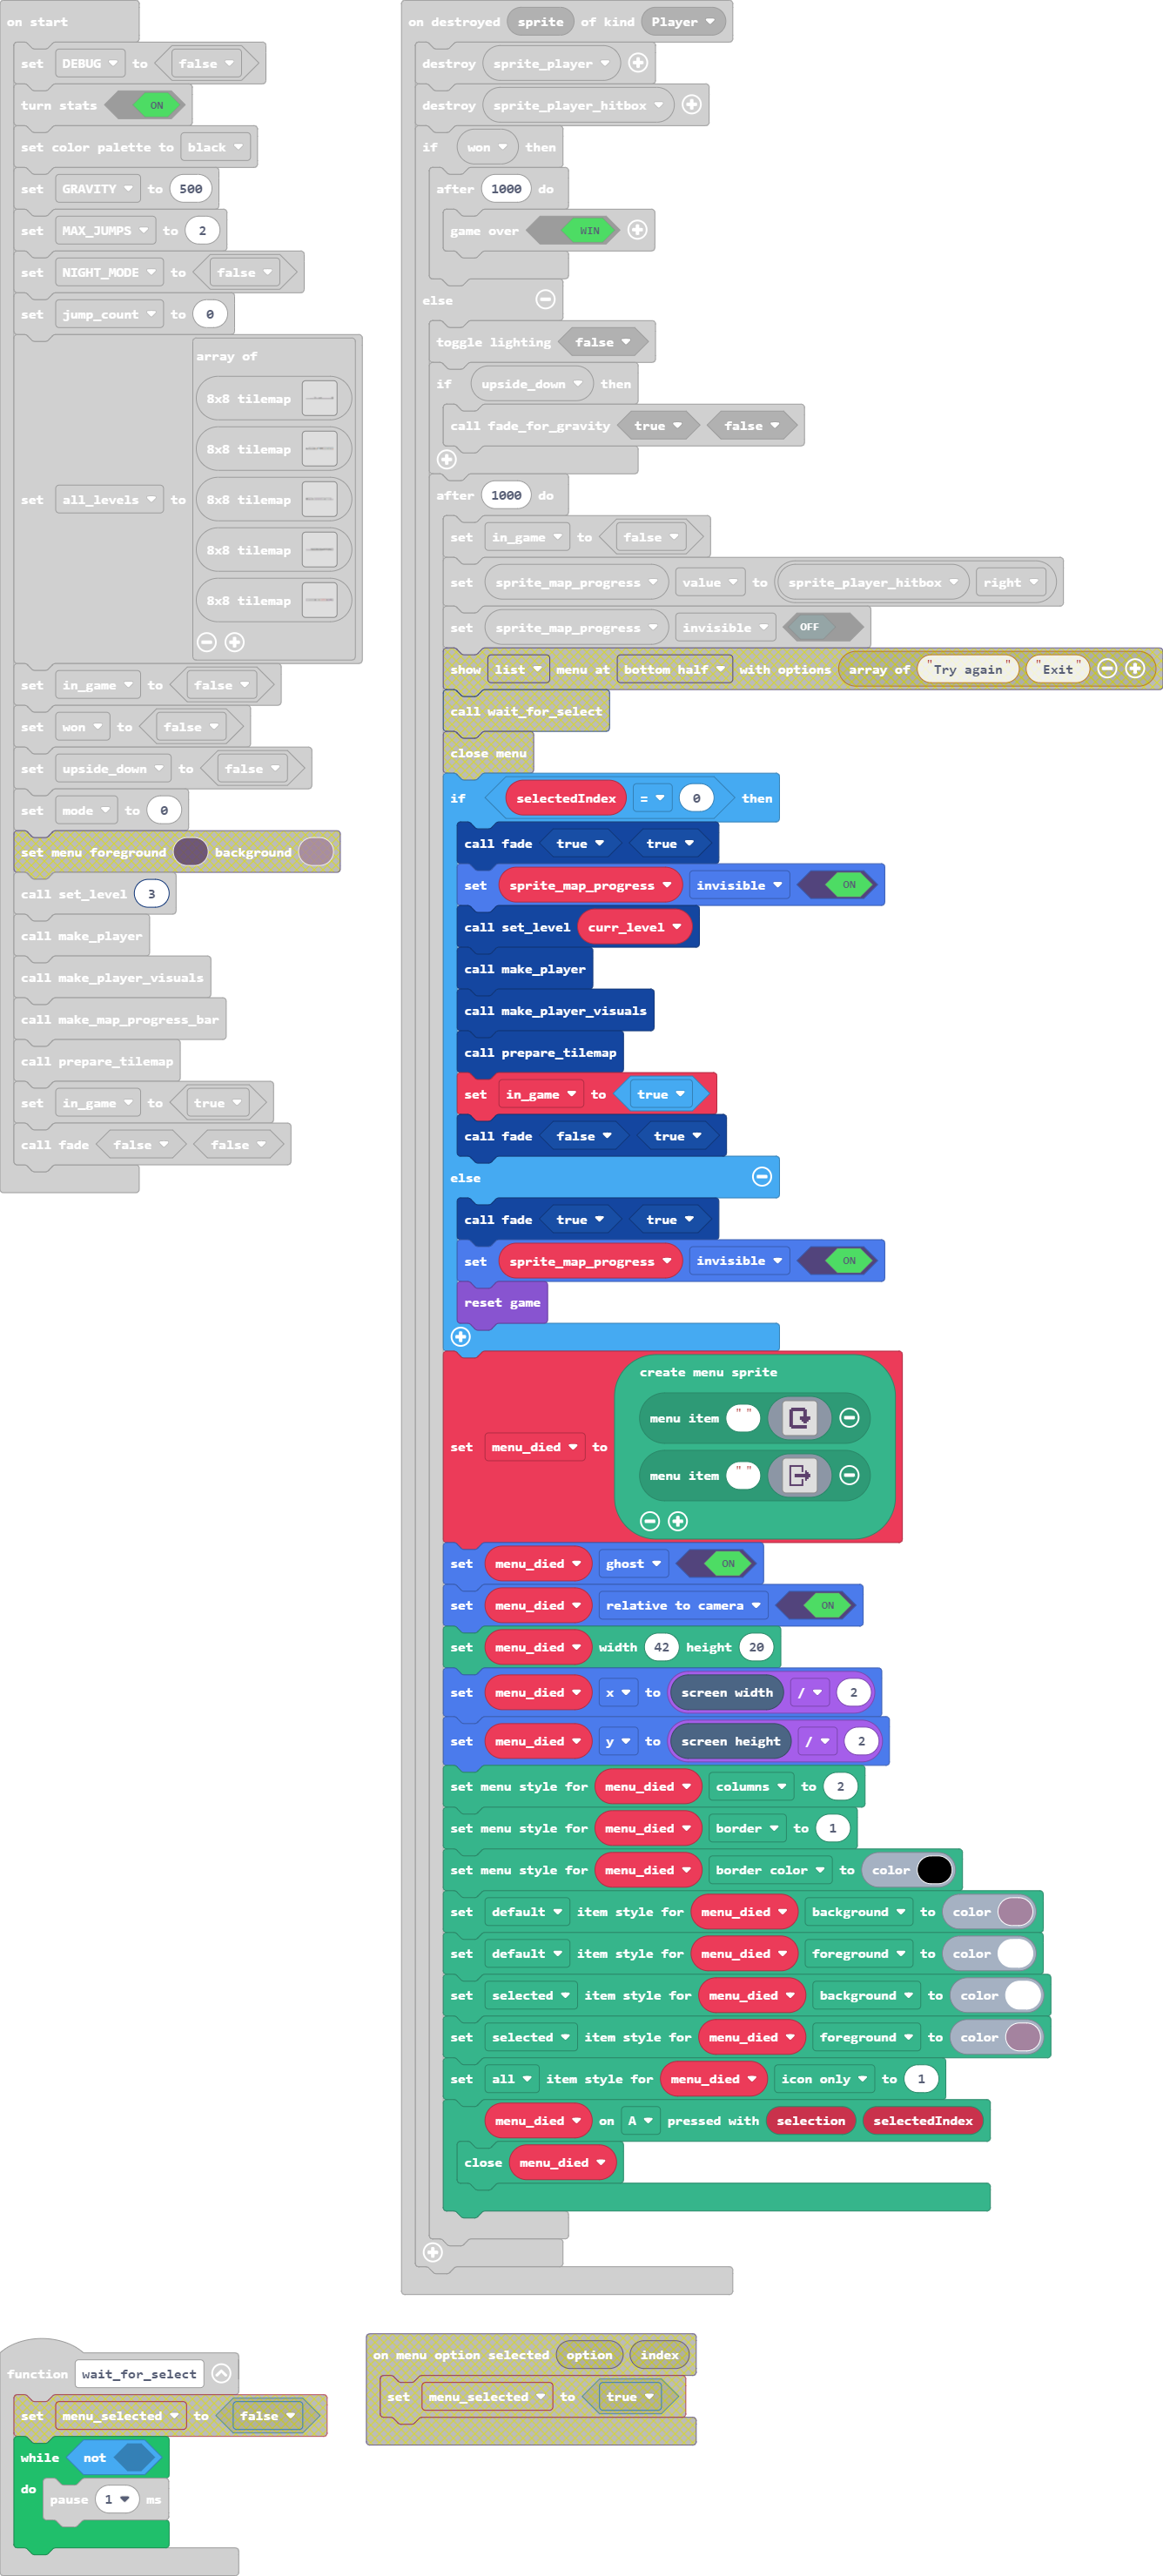 on start
set DEBUG to false
turn stats ON
set color palette to black
set GRAVITY to 500
set MAX_JUMPS to 2
set NIGHT_MODE to false
set jump_count to 0
set all_levels to
array of
8x8 tilemap
8x8 tilemap
8x8 tilemap
8x8 tilemap
8x8 tilemap
set in_game to false
set won to false
set upside_down to false
set mode to 0
set menu foreground background
call set_level 3
call make_player
call make_player_visuals
call make_map_progress_bar
call prepare_tilemap
set in_game to true
call fade false false
on destroyed sprite of kind Player
destroy sprite_player
destroy sprite_player_hitbox
if won then
after 1000 do
game over WIN
else
toggle lighting false
if upside_down then
call fade_for_gravity true false
after 1000 do
set in_game to false
set sprite_map_progress value to sprite_player_hitbox right
set sprite_map_progress invisible OFF
show list menu at bottom half with options array of "Try again" "Exit"
call wait_for_select
close menu
if selectedIndex = 0 then
call fade true true
set sprite_map_progress invisible ON
call set_level curr_level
call make_player
call make_player_visuals
call prepare_tilemap
set in_game to true
call fade false true
else
call fade true true
set sprite_map_progress invisible ON
reset game
set menu_died to
create menu sprite
menu item " "
menu item " "
set menu_died ghost ON
set menu_died relative to camera ON
set menu_died width 42 height 20
set menu_died x to screen width / 2
set menu_died y to screen height / 2
set menu style for menu_died columns to 2
set menu style for menu_died border to 1
set menu style for menu_died border color to color
set default item style for menu_died background to color
set default item style for menu_died foreground to color
set selected item style for menu_died background to color
set selected item style for menu_died foreground to color
set all item style for menu_died icon only to 1
menu_died on A pressed with selection selectedIndex
close menu_died
function wait_for_select
set menu_selected to false
while not
do
pause 1 ms
on menu option selected option index
set menu_selected to true